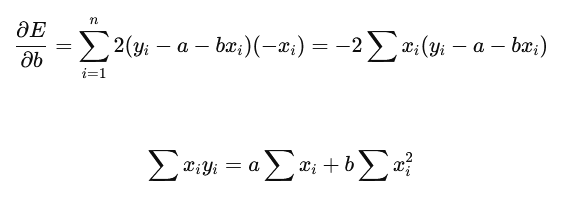 ∂E/∂b = ∑_{i=1}^{n} 2(y_i − a − bx_i)(−x_i) = −2 ∑ x_i(y_i − a − bx_i)
∑ x_i y_i = a ∑ x_i + b ∑ x_i^2